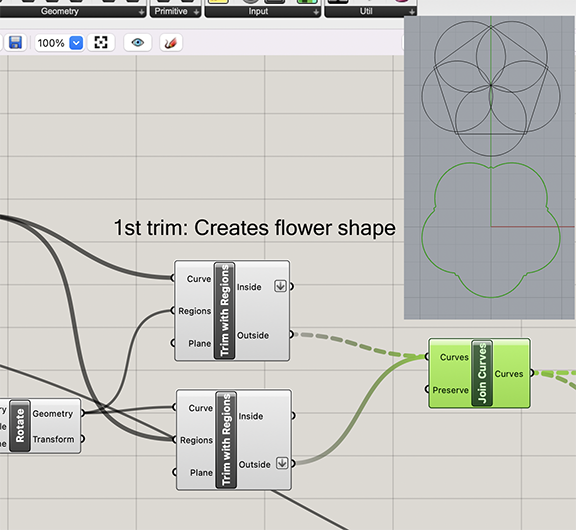 Geometry
Primitive
Input
Util
100%
1st trim: Creates flower shape
Curve
Inside
Regions
Trim with Regions
Plane
Outside
Curves
Join Curves
Curves
Preserve
Geometry
Rotate
Transform
Curve
Inside
Regions
Trim with Regions
Outside
Plane